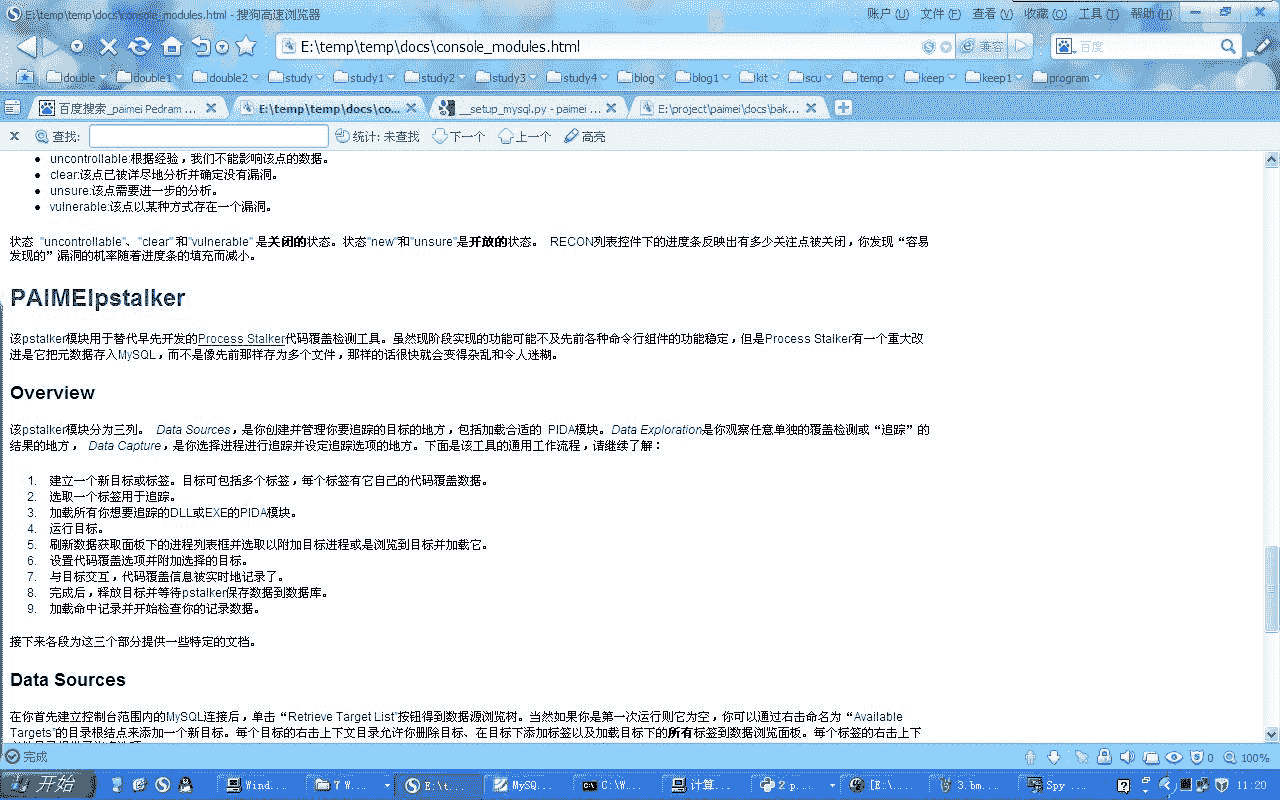 E:\temp\temp\docs\console_modules.html - 搜狗高速浏览器
账户 (U) 文件 (F) 查看 (V) 收藏 (O) 工具 (T) 帮助 (H)
E:\temp\temp\docs\console_modules.html
兼容
百度
double double1 double2 study study1 study2 lstudy3 study4 blog blog1 kit scu temp keep keep1 program
百度搜索_paimei Pedram ... E:\temp\temp\docs\co... __setup_mysql.py - paimei ... E:\project\paimei\docs\bak...
查找: 统计: 未查找 下一个 上一个 高亮
uncontrollable:根据经验，我们不能影响该点的数据。
clear:该点已被详尽地分析并确定没有漏洞。
unsure:该点需要进一步的分析。
vulnerable:该点以某种方式存在一个漏洞。
状态 "uncontrollable"、"clear" 和"vulnerable" 是关闭的状态。状态"new"和"unsure"是开放的状态。 RECON列表控件下的进度条反映出有多少关注点被关闭，你发现“容易
发现的”漏洞的机率随着进度条的填充而减小。
PAIMEIpstalker
该pstalker模块用于替代早先开发的Process Stalker代码覆盖检测工具。虽然现阶段实现的功能可能不及先前各种命令行组件的功能稳定，但是Process Stalker有一个重大改
进是它把元数据存入MySQL，而不是像先前那样存为多个文件，那样的话很快就会变得杂乱和令人迷糊。
Overview
该pstalker模块分为三列。 Data Sources，是你创建并管理你要追踪的目标的地方，包括加载合适的 PIDA模块。Data Exploration是你观察任意单独的覆盖检测或“追踪”的
结果的地方， Data Capture，是你选择进程进行追踪并设定追踪选项的地方。下面是该工具的通用工作流程，请继续了解：
1. 建立一个新目标或标签。目标可包括多个标签，每个标签有它自己的代码覆盖数据。
2. 选取一个标签用于追踪。
3. 加载所有你想要追踪的DLL或EXE的PIDA模块。
4. 运行目标。
5. 刷新数据获取面板下的进程列表框并选取以附加目标进程或是浏览到目标并加载它。
6. 设置代码覆盖选项并附加选择的目标。
7. 与目标交互，代码覆盖信息被实时地记录了。
8. 完成后，释放目标并等待pstalker保存数据到数据库。
9. 加载命中记录并开始检查你的记录数据。
接下来各段为这三个部分提供一些特定的文档。
Data Sources
在你首先建立控制台范围内的MySQL连接后，单击“Retrieve Target List”按钮得到数据源浏览树。当然如果你是第一次运行则它为空，你可以通过右击命名为“Available
Targets”的目录根结点来添加一个新目标。每个目标的右击上下文目录允许你删除目标、在目标下添加标签以及加载目标下的所有标签到数据浏览面板。每个标签的右击上下
完成 0 100%
开始 Wind... 7 W... E:\t... MySQ... C:\W... 计算... 2 p... [E:\... 3.bm... Spy ... 11:20